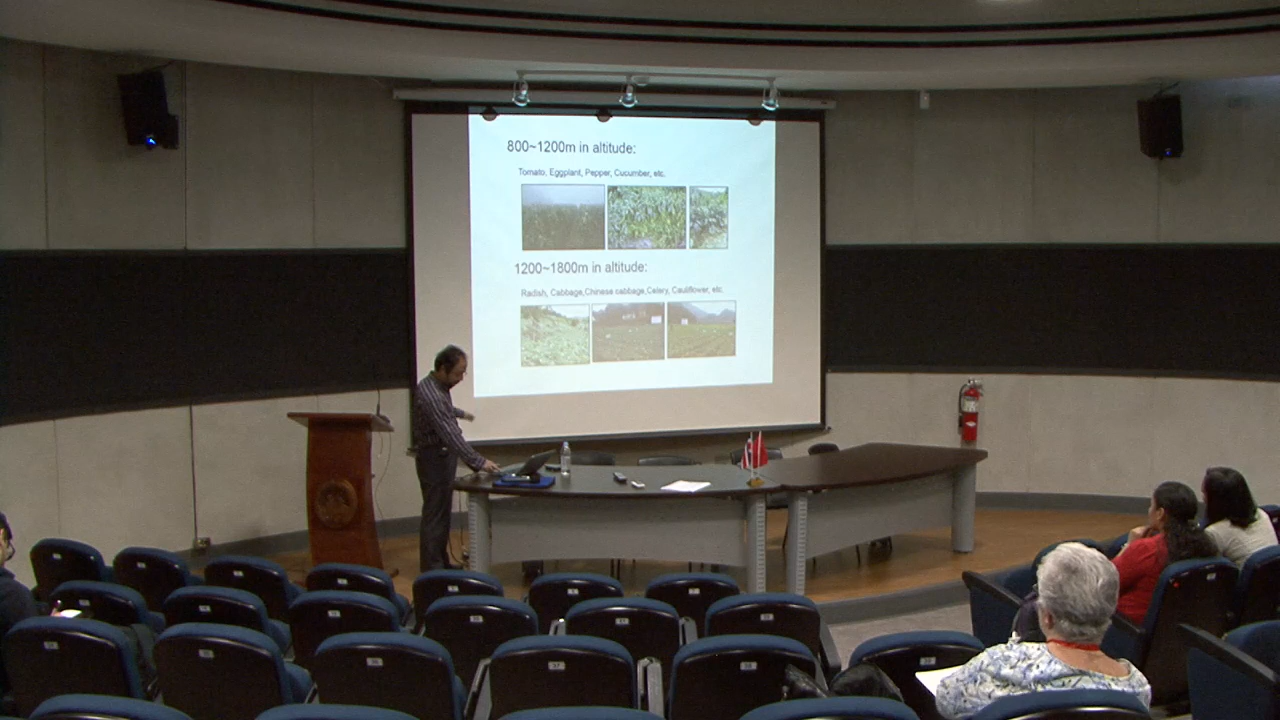 800~1200m in altitude:
Tomato, Eggplant, Pepper, Cucumber, etc.
1200~1800m in altitude:
Radish, Cabbage,Chinese cabbage,Celery, Cauliflower, etc.